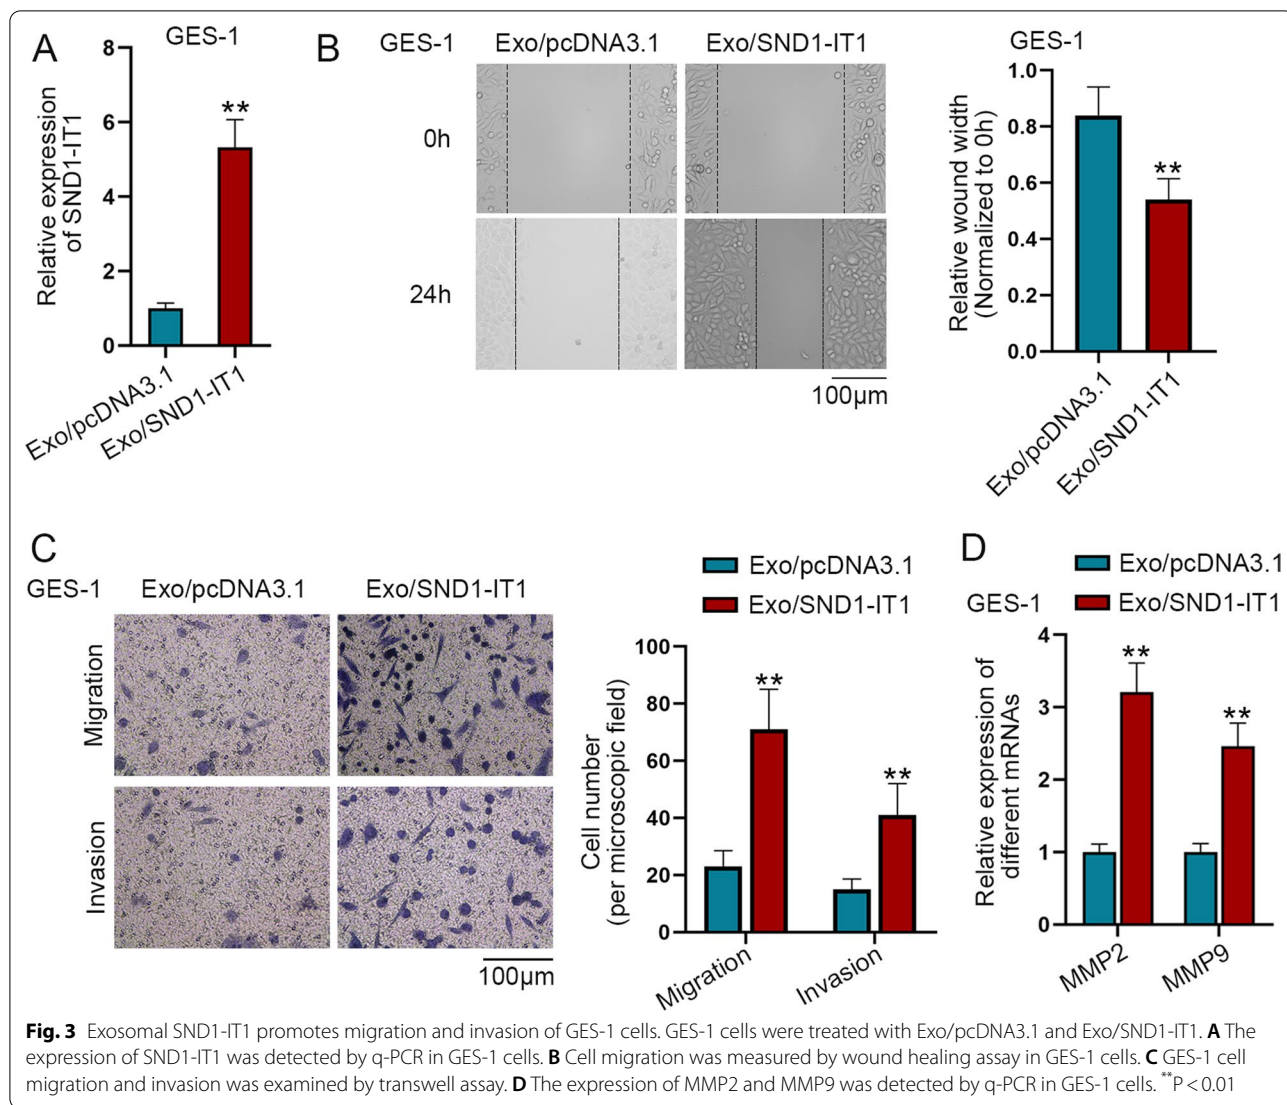 A
GES-1
Relative expression
of SND1-IT1
8
6
4
2
0
**
Exo/pcDNA3.1
Exo/SND1-IT1
B
GES-1
Exo/pcDNA3.1
Exo/SND1-IT1
0h
24h
100μm
GES-1
Relative wound width
(Normalized to 0h)
1.0
0.8
0.6
0.4
0.2
0.0
**
Exo/pcDNA3.1
Exo/SND1-IT1
C
GES-1
Exo/pcDNA3.1
Exo/SND1-IT1
Migration
Invasion
100μm
Exo/pcDNA3.1
Exo/SND1-IT1
Cell number
(per microscopic field)
100
80
60
40
20
0
**
**
Migration
Invasion
D
Exo/pcDNA3.1
GES-1
Exo/SND1-IT1
Relative expression of
different mRNAs
4
3
2
1
0
**
**
MMP2
MMP9
Fig. 3 Exosomal SND1-IT1 promotes migration and invasion of GES-1 cells. GES-1 cells were treated with Exo/pcDNA3.1 and Exo/SND1-IT1. A The
expression of SND1-IT1 was detected by q-PCR in GES-1 cells. B Cell migration was measured by wound healing assay in GES-1 cells. C GES-1 cell
migration and invasion was examined by transwell assay. D The expression of MMP2 and MMP9 was detected by q-PCR in GES-1 cells. **P < 0.01